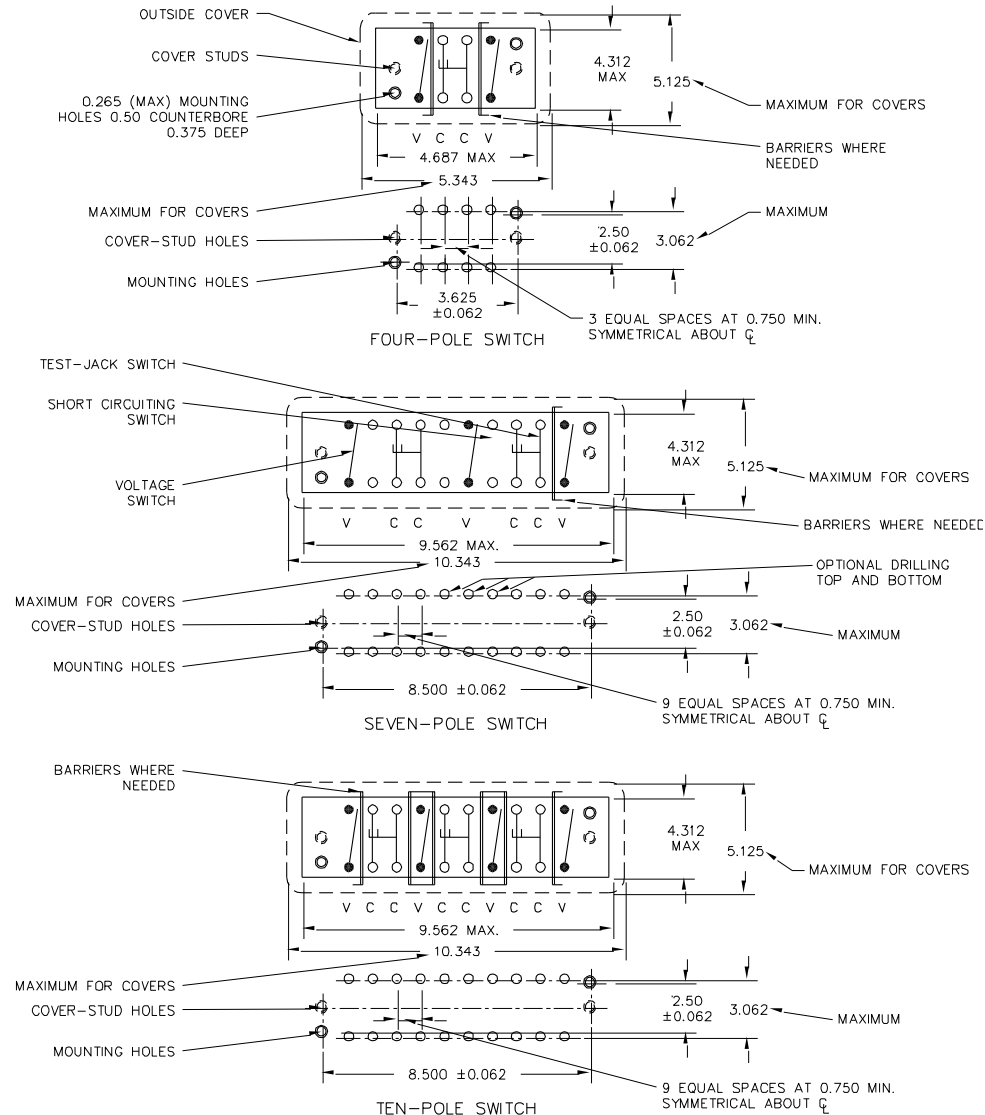 OUTSIDE COVER
COVER STUDS
0.265 (MAX) MOUNTING
HOLES 0.50 COUNTERBORE
0.375 DEEP
4.312
MAX
5.125
MAXIMUM FOR COVERS
BARRIERS WHERE
NEEDED
V C C V
4.687 MAX
5.343
MAXIMUM FOR COVERS
COVER-STUD HOLES
MOUNTING HOLES
2.50
±0.062
3.062
MAXIMUM
3.625
±0.062
3 EQUAL SPACES AT 0.750 MIN.
SYMMETRICAL ABOUT ℄
FOUR-POLE SWITCH
TEST-JACK SWITCH
SHORT CIRCUITING
SWITCH
VOLTAGE
SWITCH
4.312
MAX
5.125
MAXIMUM FOR COVERS
BARRIERS WHERE NEEDED
V C C V C C V
9.562 MAX.
10.343
OPTIONAL DRILLING
TOP AND BOTTOM
MAXIMUM FOR COVERS
COVER-STUD HOLES
MOUNTING HOLES
2.50
±0.062
3.062
MAXIMUM
8.500 ±0.062
9 EQUAL SPACES AT 0.750 MIN.
SYMMETRICAL ABOUT ℄
SEVEN-POLE SWITCH
BARRIERS WHERE
NEEDED
4.312
MAX
5.125
MAXIMUM FOR COVERS
V C C V C C V C C V
9.562 MAX.
10.343
MAXIMUM FOR COVERS
COVER-STUD HOLES
MOUNTING HOLES
2.50
±0.062
3.062
MAXIMUM
8.500 ±0.062
9 EQUAL SPACES AT 0.750 MIN.
SYMMETRICAL ABOUT ℄
TEN-POLE SWITCH